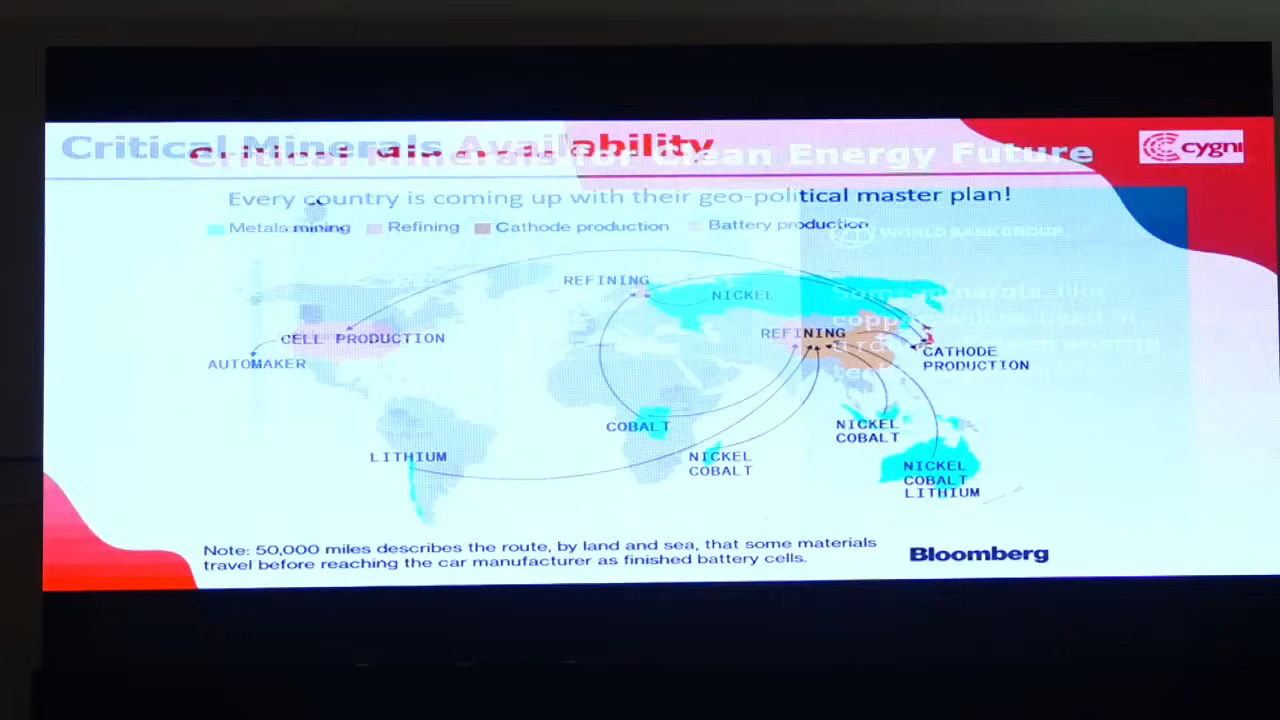 Critical Minerals Availability
Critical Minerals for Clean Energy Future
cygni
Every country is coming up with their geo-political master plan!
Metals mining Refining Cathode production Battery production
WORLD BANK GROUP
REFINING
NICKEL
Some minerals, like
REFINING
CELL PRODUCTION
AUTOMAKER
CATHODE
PRODUCTION
COBALT
NICKEL
COBALT
LITHIUM
NICKEL
COBALT
NICKEL
COBALT
LITHIUM
Note: 50,000 miles describes the route, by land and sea, that some materials
travel before reaching the car manufacturer as finished battery cells.
Bloomberg